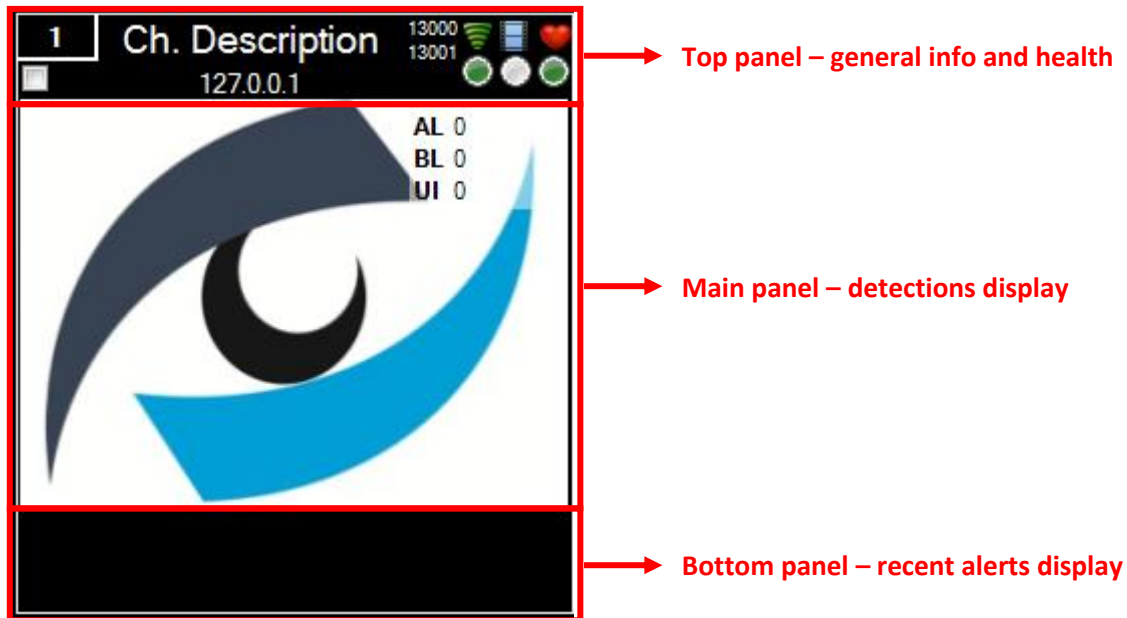 1
Ch. Description
13000
13001
127.0.0.1
Top panel – general info and health
AL 0
BL 0
UI 0
Main panel – detections display
Bottom panel – recent alerts display